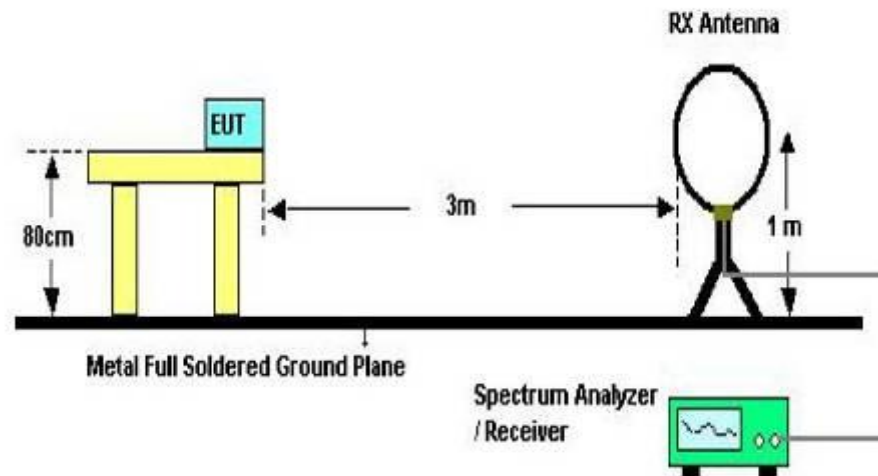 RX Antenna
EUT
3m
80cm
1 m
Metal Full Soldered Ground Plane
Spectrum Analyzer
/ Receiver